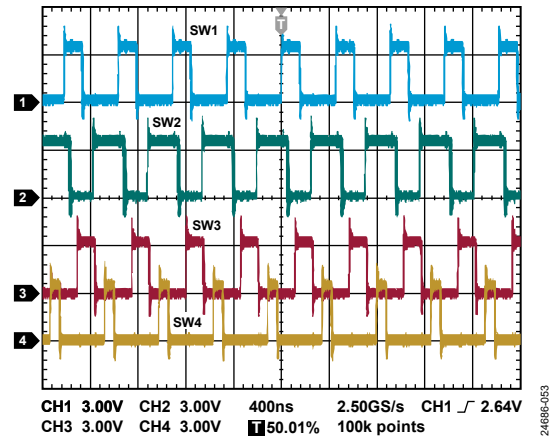 T
SW1
1
SW2
2
SW3
3
SW4
4
CH1 3.00V CH2 3.00V 400ns 2.50GS/s CH1 2.64V
CH3 3.00V CH4 3.00V T 50.01% 100k points
24686-053